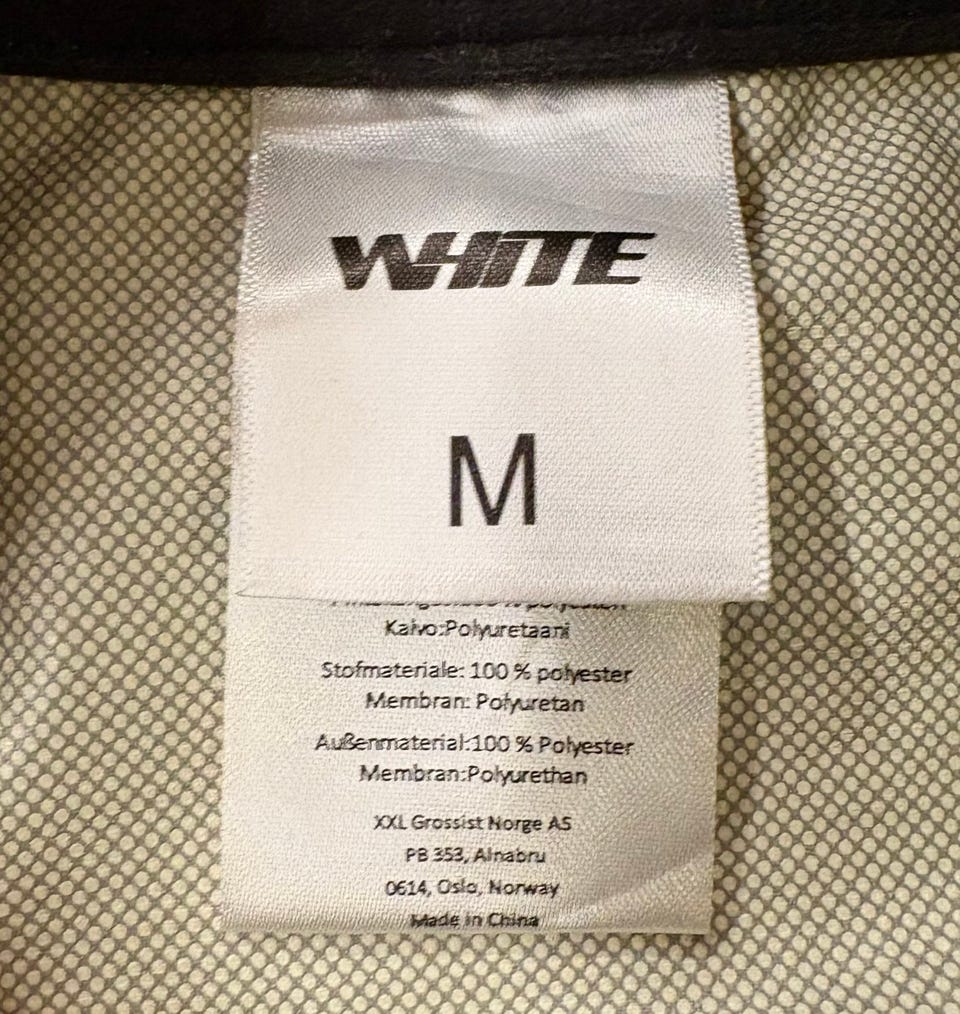 WHITE
M
Kalvo:Polyuretaani
Stofmateriale: 100 % polyester
Membran: Polyuretan
Außenmaterial:100 % Polyester
Membran:Polyurethan
XXL Grossist Norge AS
PB 353, Alnabru
0614, Oslo, Norway
Made in China